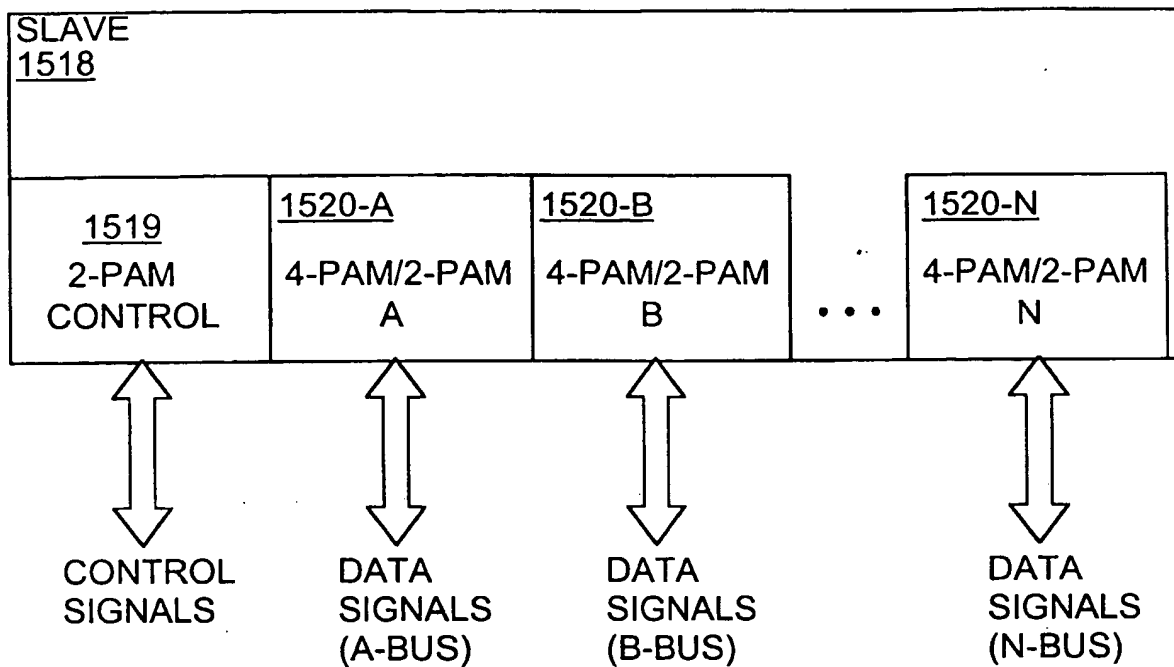 SLAVE
1518
1519
2-PAM
CONTROL
1520-A
4-PAM/2-PAM
A
1520-B
4-PAM/2-PAM
B
• • •
1520-N
4-PAM/2-PAM
N
CONTROL
SIGNALS
DATA
SIGNALS
(A-BUS)
DATA
SIGNALS
(B-BUS)
DATA
SIGNALS
(N-BUS)